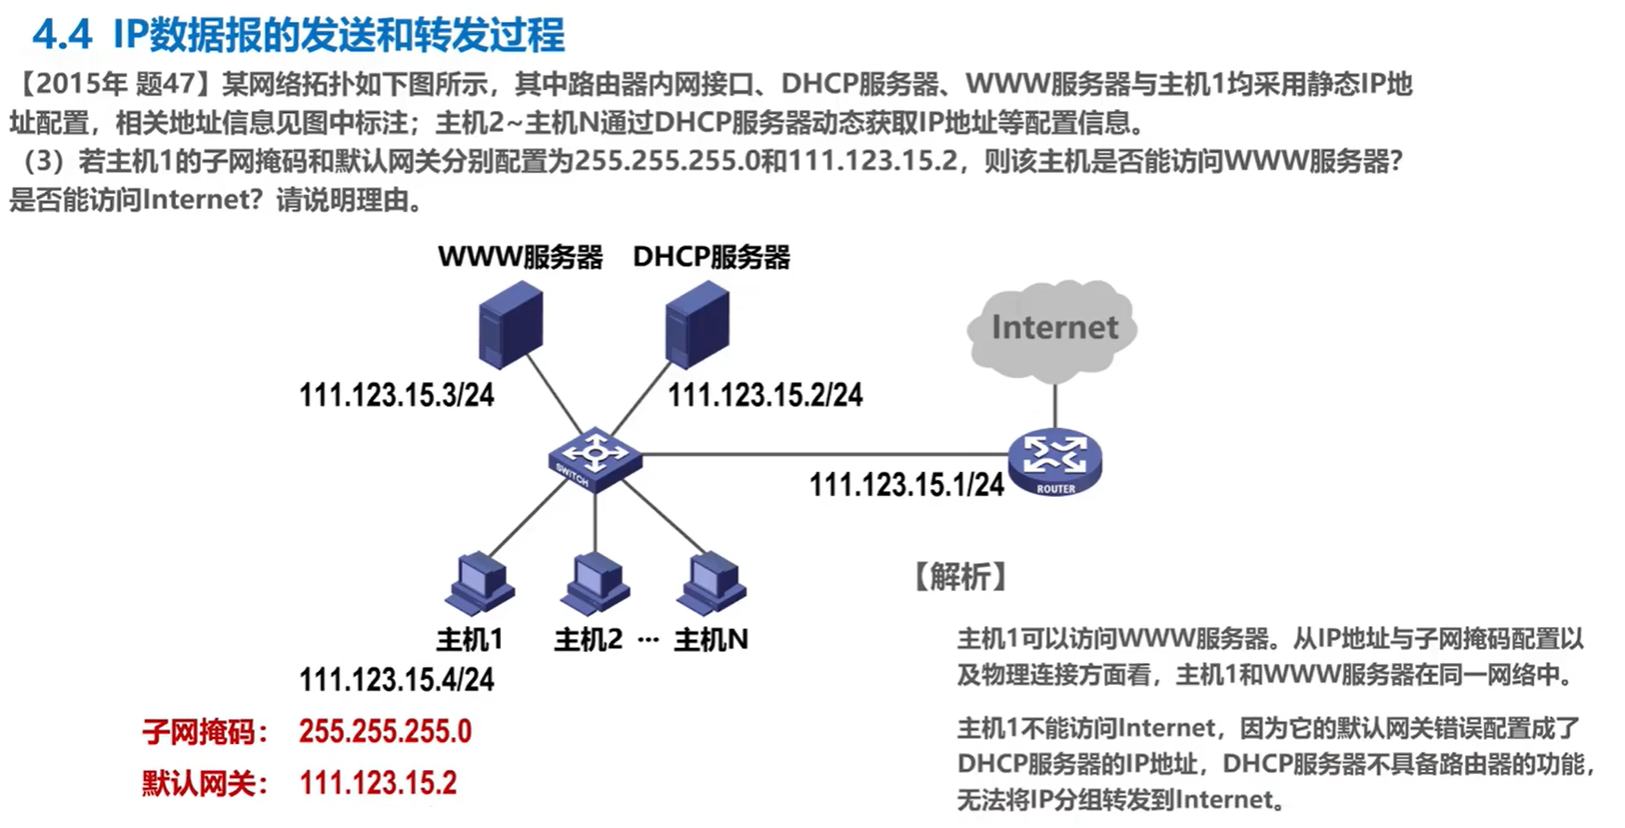 4.4 IP数据报的发送和转发过程
【2015年 题47】某网络拓扑如下图所示，其中路由器内网接口、DHCP服务器、WWW服务器与主机1均采用静态IP地
址配置，相关地址信息见图中标注；主机2~主机N通过DHCP服务器动态获取IP地址等配置信息。
（3）若主机1的子网掩码和默认网关分别配置为255.255.255.0和111.123.15.2，则该主机是否能访问WWW服务器？
是否能访问Internet？请说明理由。
WWW服务器 DHCP服务器
Internet
111.123.15.3/24 111.123.15.2/24
SWITCH
111.123.15.1/24
ROUTER
主机1 主机2 ··· 主机N
111.123.15.4/24
子网掩码： 255.255.255.0
默认网关： 111.123.15.2
【解析】
主机1可以访问WWW服务器。从IP地址与子网掩码配置以
及物理连接方面看，主机1和WWW服务器在同一网络中。
主机1不能访问Internet，因为它的默认网关错误配置成了
DHCP服务器的IP地址，DHCP服务器不具备路由器的功能，
无法将IP分组转发到Internet。